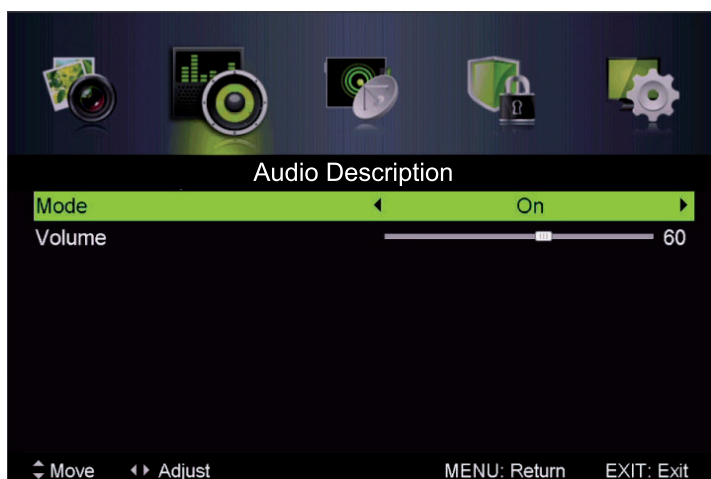 Audio Description
Mode On
Volume 60
Move Adjust MENU: Return EXIT: Exit